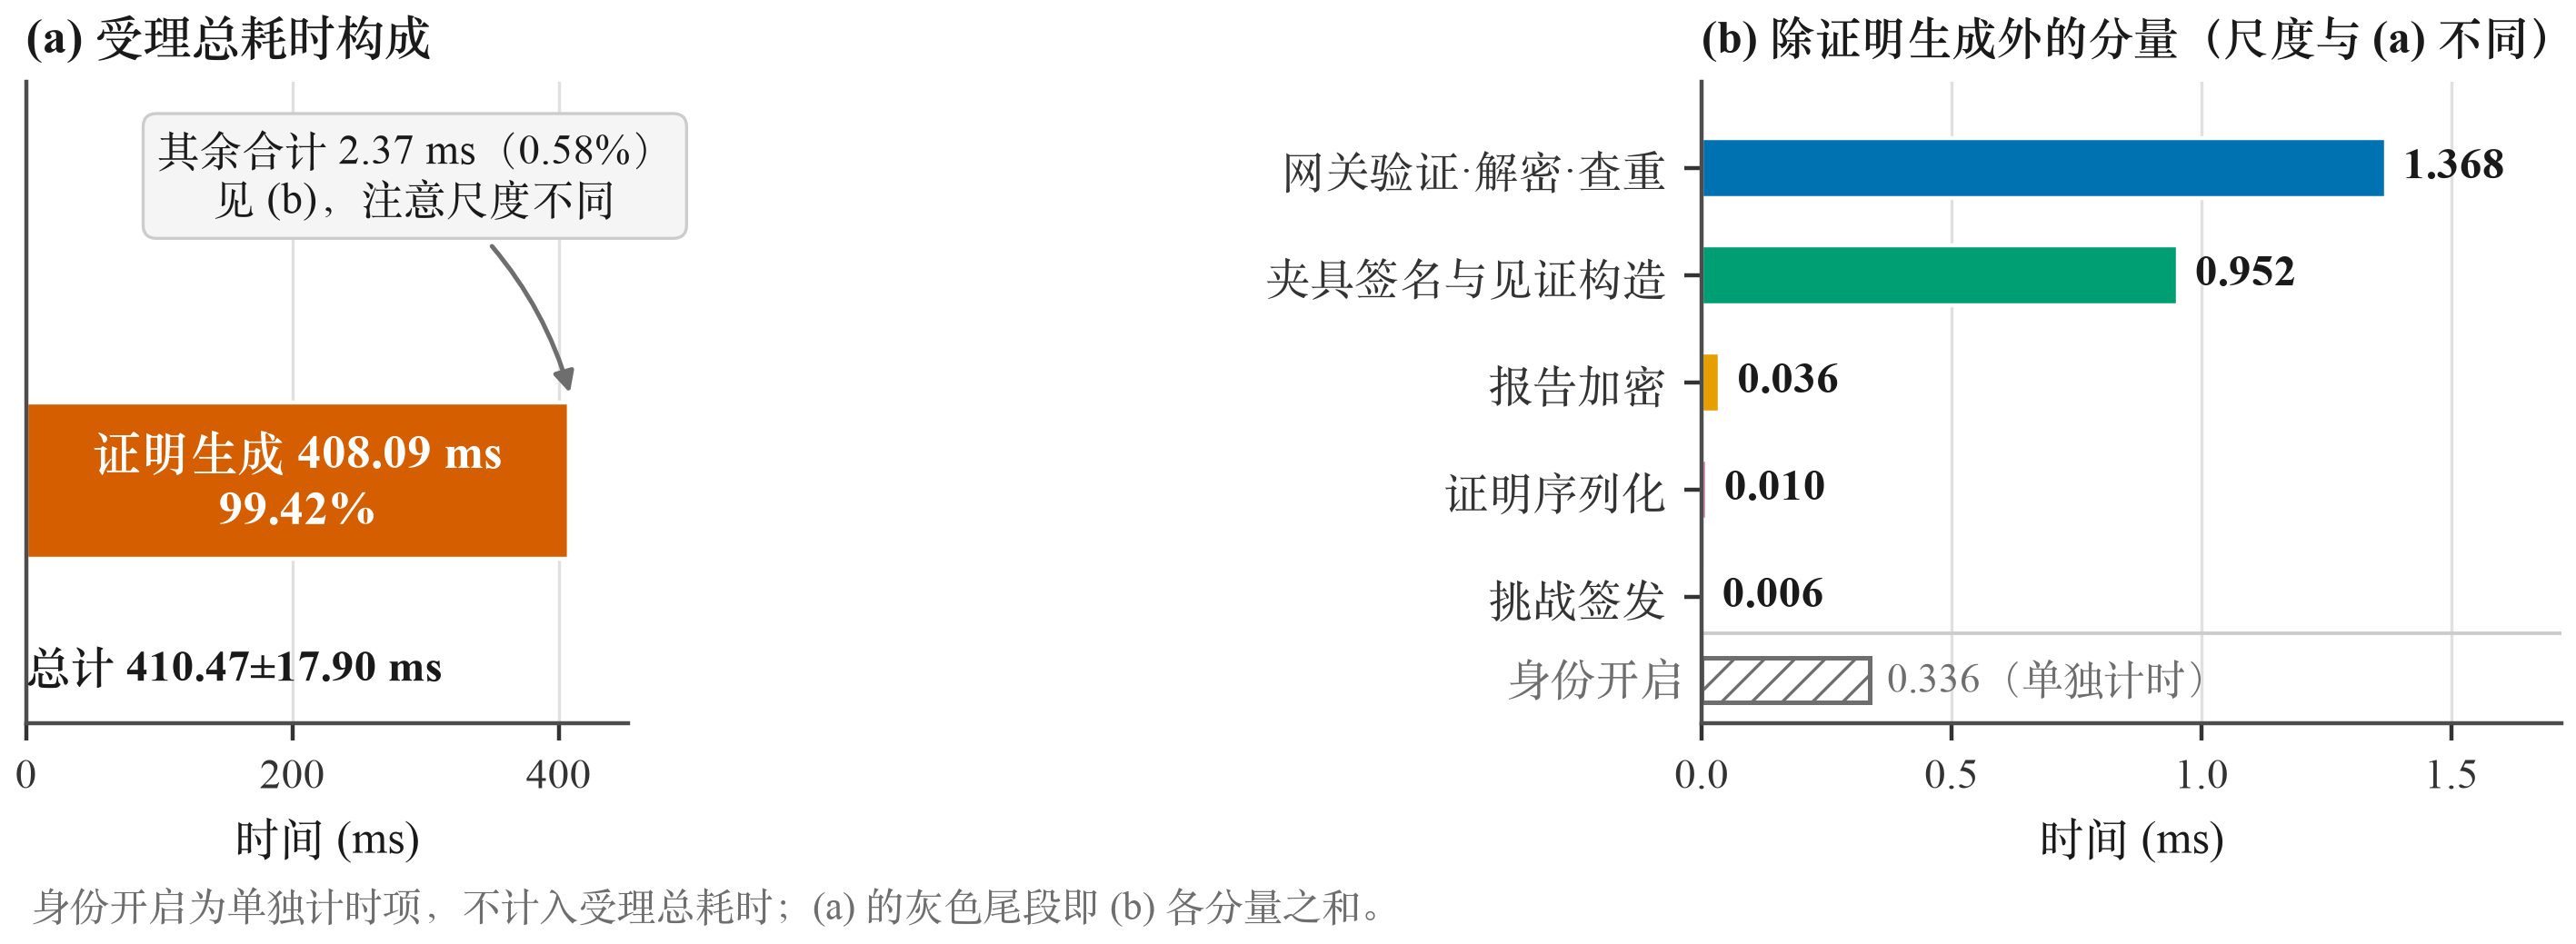 (a) 受理总耗时构成
其余合计 2.37 ms（0.58%）
见 (b)，注意尺度不同
证明生成 408.09 ms
99.42%
总计 410.47±17.90 ms
0 200 400
时间 (ms)
(b) 除证明生成外的分量（尺度与 (a) 不同）
网关验证·解密·查重 1.368
夹具签名与见证构造 0.952
报告加密 0.036
证明序列化 0.010
挑战签发 0.006
身份开启 0.336（单独计时）
0.0 0.5 1.0 1.5
时间 (ms)
身份开启为单独计时项，不计入受理总耗时；(a) 的灰色尾段即 (b) 各分量之和。